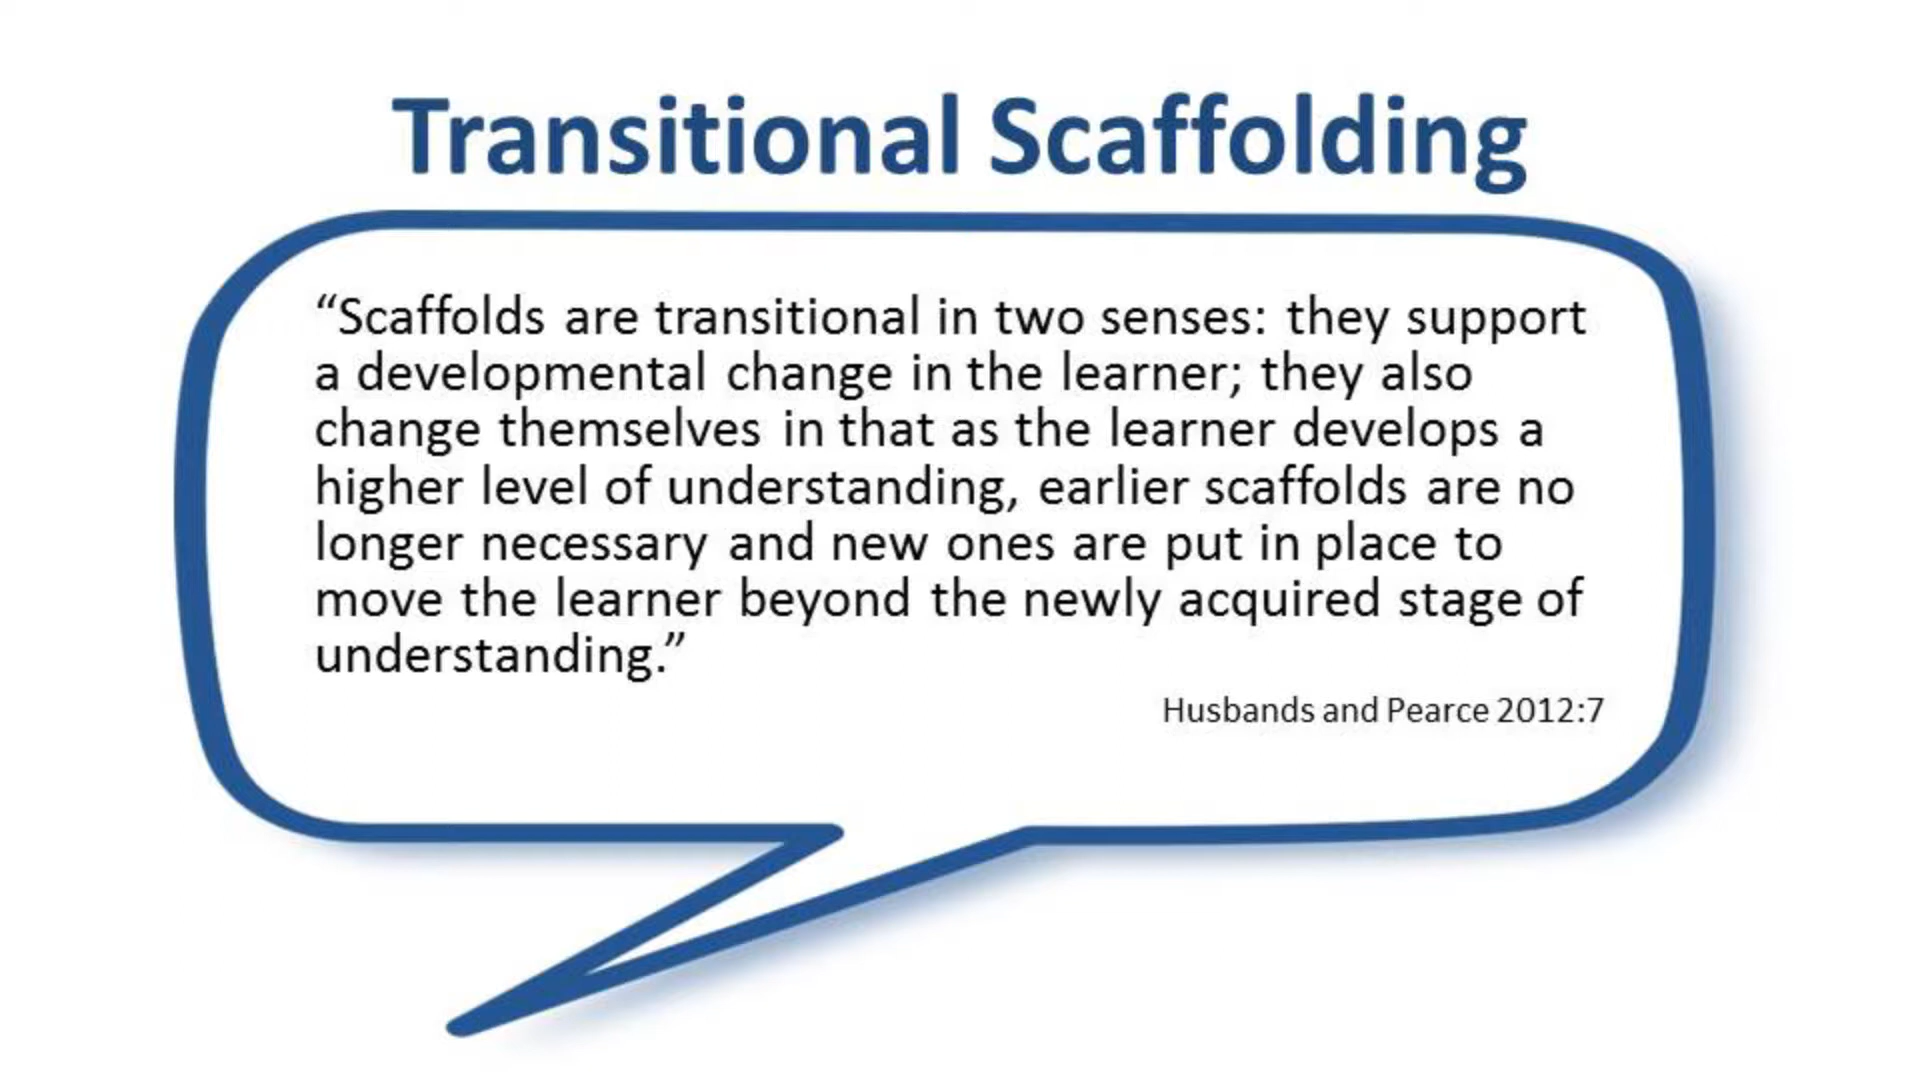 Transitional Scaffolding
“Scaffolds are transitional in two senses: they support
a developmental change in the learner; they also
change themselves in that as the learner develops a
higher level of understanding, earlier scaffolds are no
longer necessary and new ones are put in place to
move the learner beyond the newly acquired stage of
understanding.”
Husbands and Pearce 2012:7